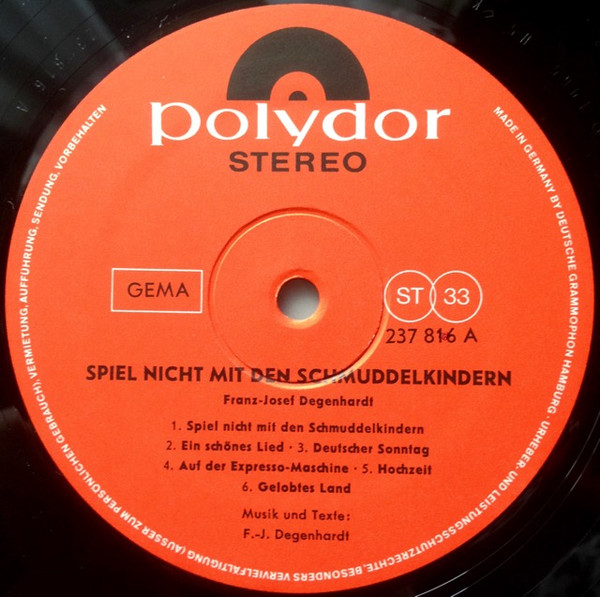 polydor
STEREO
GEMA
ST 33
237 816 A
SPIEL NICHT MIT DEN SCHMUDDELKINDERN
Franz-Josef Degenhardt
1. Spiel nicht mit den Schmuddelkindern
2. Ein schönes Lied · 3. Deutscher Sonntag
4. Auf der Expresso-Maschine · 5. Hochzeit
6. Gelobtes Land
Musik und Texte:
F.-J. Degenhardt
MADE IN GERMANY BY DEUTSCHE GRAMMOPHON HAMBURG · URHEBER- UND LEISTUNGSSCHUTZRECHTE, BESONDERS VERVIELFÄLTIGUNG (AUSSER ZUM PERSÖNLICHEN GEBRAUCH), VERMIETUNG, AUFFÜHRUNG, SENDUNG, VORBEHALTEN